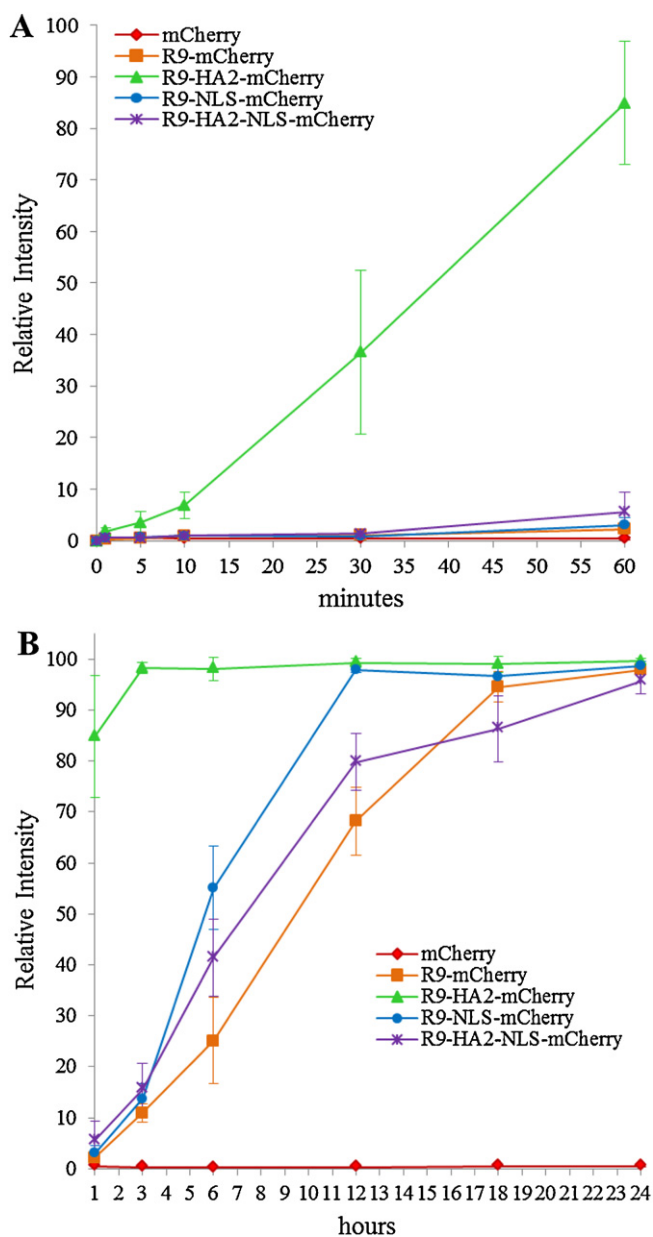 A
mCherry
R9-mCherry
R9-HA2-mCherry
R9-NLS-mCherry
R9-HA2-NLS-mCherry
Relative Intensity
100
90
80
70
60
50
40
30
20
10
0
0 5 10 15 20 25 30 35 40 45 50 55 60
minutes
B
Relative Intensity
100
90
80
70
60
50
40
30
20
10
0
mCherry
R9-mCherry
R9-HA2-mCherry
R9-NLS-mCherry
R9-HA2-NLS-mCherry
1 2 3 4 5 6 7 8 9 10 11 12 13 14 15 16 17 18 19 20 21 22 23 24
hours